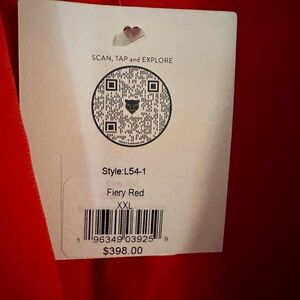 SCAN, TAP and EXPLORE
Style:L54-1
Fiery Red
XXL
1 96349 03925 9
$398.00